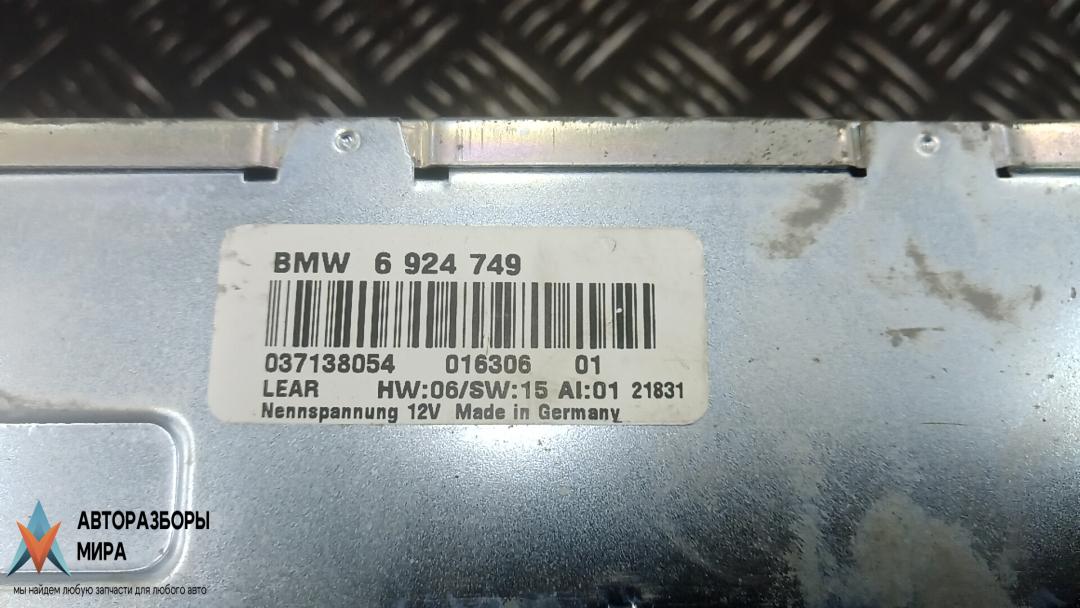 BMW 6 924 749
037138054 016306 01
LEAR HW:06/SW:15 AI:01 21831
Nennspannung 12V Made in Germany
АВТОРАЗБОРЫ
МИРА
мы найдем любую запчасти для любого авто